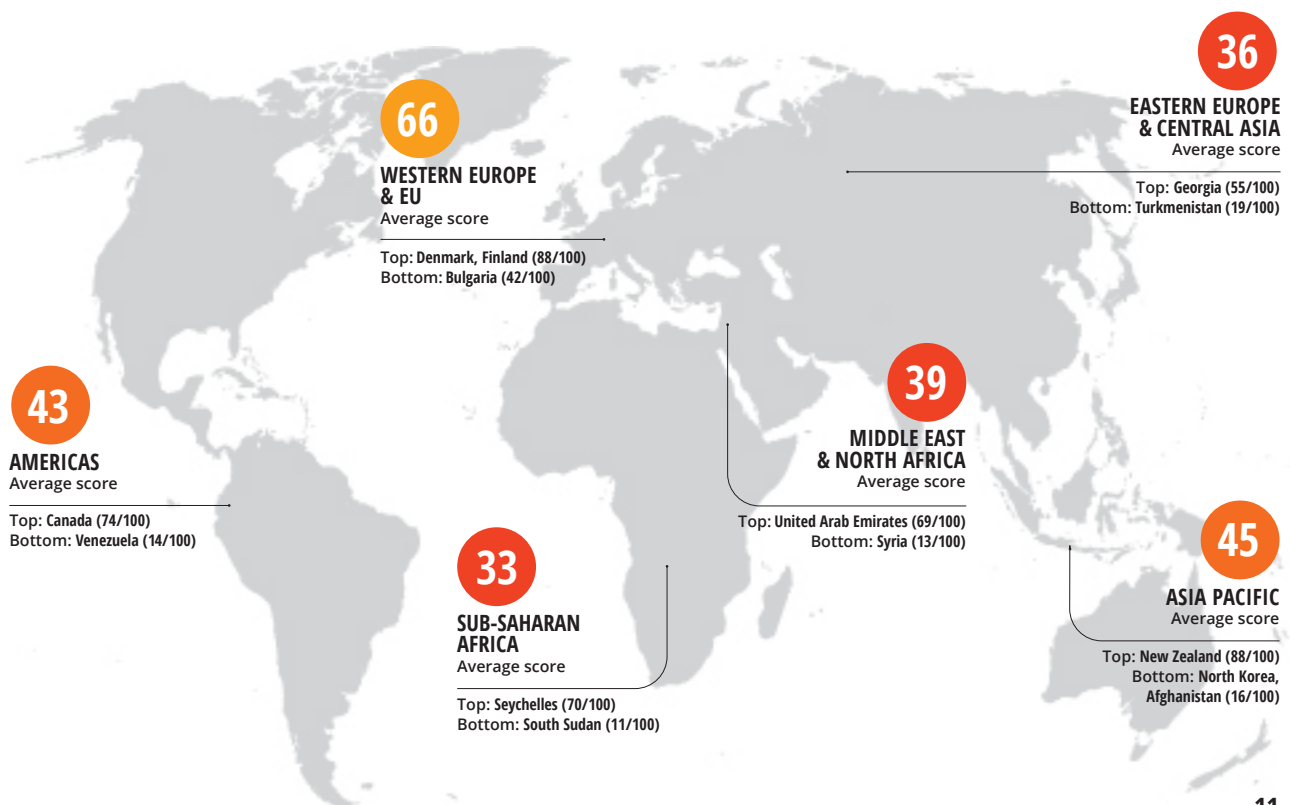 66
WESTERN EUROPE
& EU
Average score
Top: Denmark, Finland (88/100)
Bottom: Bulgaria (42/100)
36
EASTERN EUROPE
& CENTRAL ASIA
Average score
Top: Georgia (55/100)
Bottom: Turkmenistan (19/100)
43
AMERICAS
Average score
Top: Canada (74/100)
Bottom: Venezuela (14/100)
39
MIDDLE EAST
& NORTH AFRICA
Average score
Top: United Arab Emirates (69/100)
Bottom: Syria (13/100)
33
SUB-SAHARAN
AFRICA
Average score
Top: Seychelles (70/100)
Bottom: South Sudan (11/100)
45
ASIA PACIFIC
Average score
Top: New Zealand (88/100)
Bottom: North Korea,
Afghanistan (16/100)
11